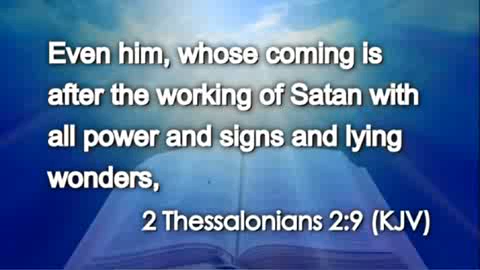 Even him, whose coming is
after the working of Satan with
all power and signs and lying
wonders,
2 Thessalonians 2:9 (KJV)